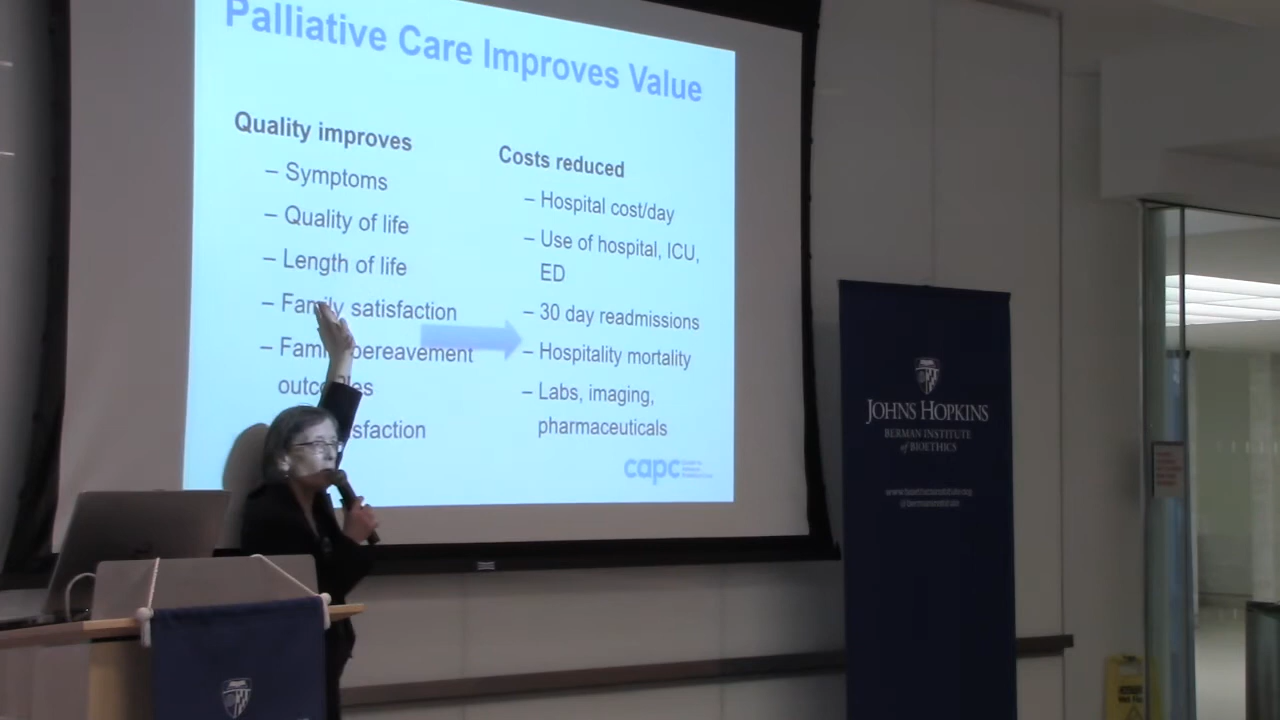 Palliative Care Improves Value
Quality improves
– Symptoms
– Quality of life
– Length of life
– Family satisfaction
– Family bereavement
outcomes
sfaction
Costs reduced
– Hospital cost/day
– Use of hospital, ICU,
ED
– 30 day readmissions
– Hospitality mortality
– Labs, imaging,
pharmaceuticals
capc
JOHNS HOPKINS
BERMAN INSTITUTE
of BIOETHICS